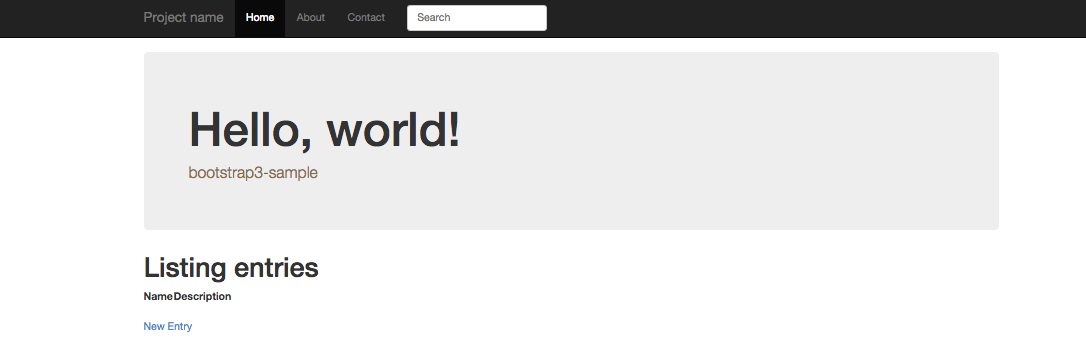 Project name Home About Contact Search
Hello, world!
bootstrap3-sample
Listing entries
Name Description
New Entry